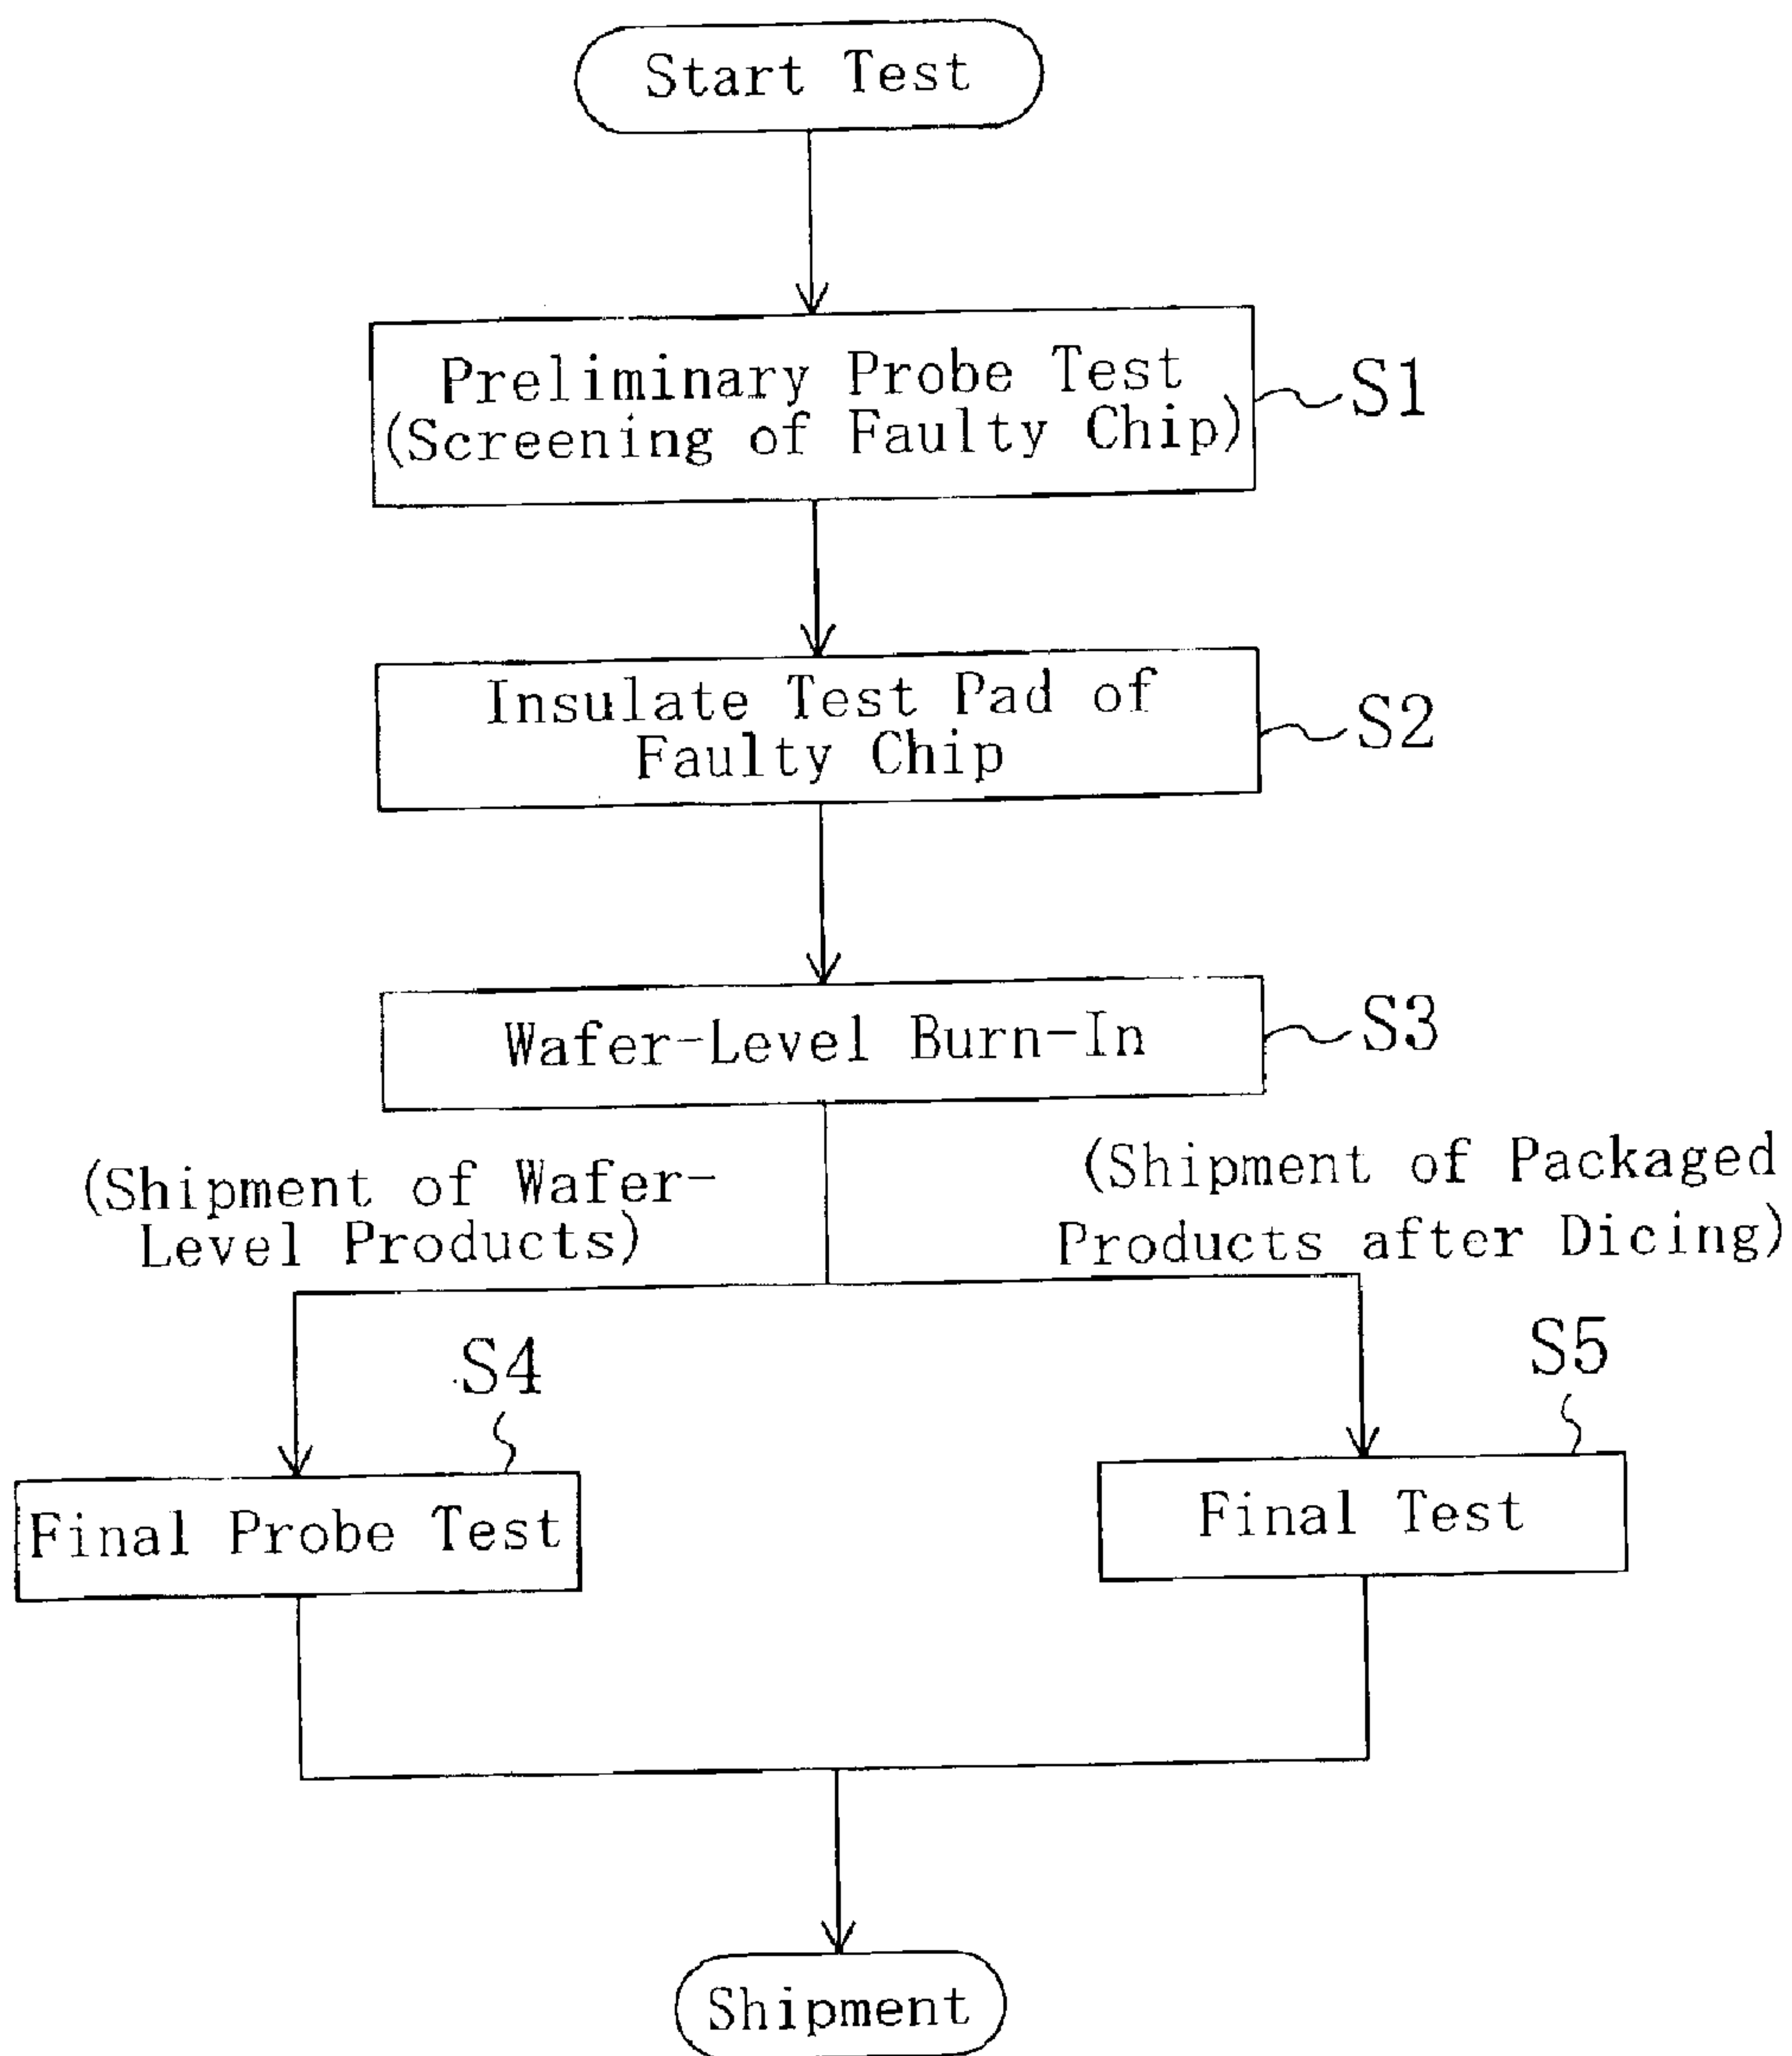 Start Test
Preliminary Probe Test
(Screening of Faulty Chip)
S1
Insulate Test Pad of
Faulty Chip
S2
Wafer-Level Burn-In
S3
(Shipment of Wafer-
Level Products)
(Shipment of Packaged
Products after Dicing)
S4
S5
Final Probe Test
Final Test
Shipment